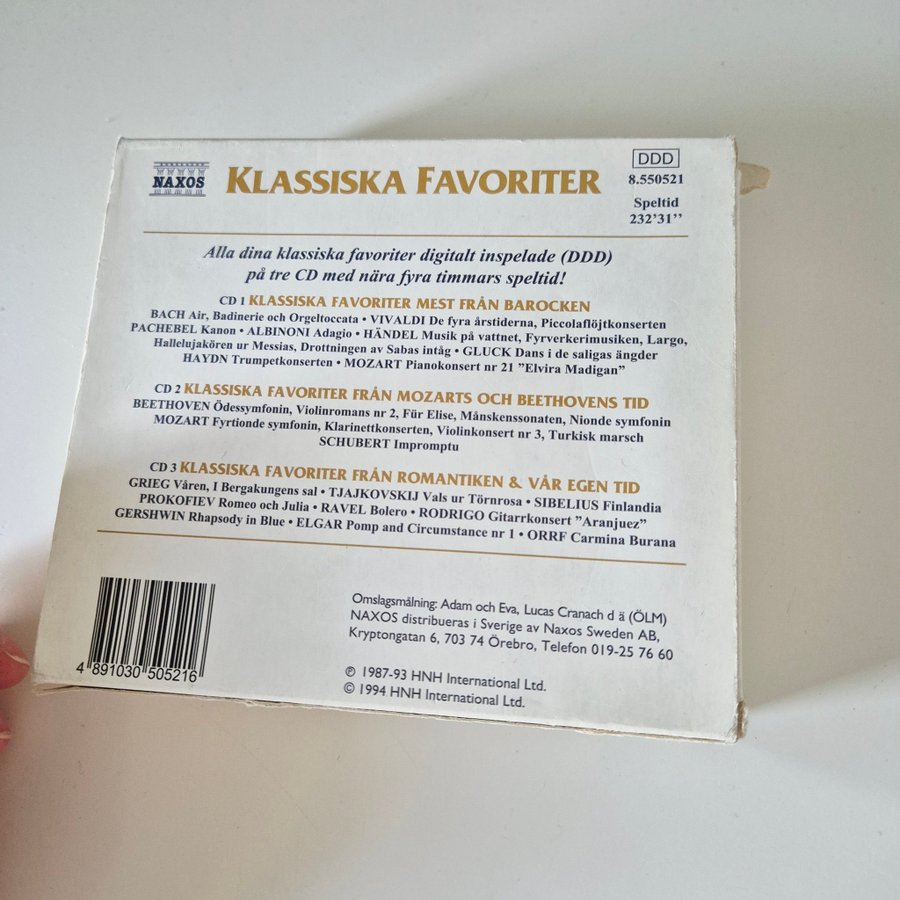 NAXOS
KLASSISKA FAVORITER
DDD
8.550521
Speltid
232'31''
Alla dina klassiska favoriter digitalt inspelade (DDD)
på tre CD med nära fyra timmars speltid!
CD 1 KLASSISKA FAVORITER MEST FRÅN BAROCKEN
BACH Air, Badinerie och Orgeltoccata • VIVALDI De fyra årstiderna, Piccolaflöjtkonserten
PACHEBEL Kanon • ALBINONI Adagio • HÄNDEL Musik på vattnet, Fyrverkerimusiken, Largo,
Hallelujakören ur Messias, Drottningen av Sabas intåg • GLUCK Dans i de saligas ängder
HAYDN Trumpetkonserten • MOZART Pianokonsert nr 21 ”Elvira Madigan”
CD 2 KLASSISKA FAVORITER FRÅN MOZARTS OCH BEETHOVENS TID
BEETHOVEN Ödessymfonin, Violinromans nr 2, Für Elise, Månskenssonaten, Nionde symfonin
MOZART Fyrtionde symfonin, Klarinettkonserten, Violinkonsert nr 3, Turkisk marsch
SCHUBERT Impromptu
CD 3 KLASSISKA FAVORITER FRÅN ROMANTIKEN & VÅR EGEN TID
GRIEG Våren, I Bergakungens sal • TJAJKOVSKIJ Vals ur Törnrosa • SIBELIUS Finlandia
PROKOFIEV Romeo och Julia • RAVEL Bolero • RODRIGO Gitarrkonsert ”Aranjuez”
GERSHWIN Rhapsody in Blue • ELGAR Pomp and Circumstance nr 1 • ORRF Carmina Burana
4 891030 505216
Omslagsmålning: Adam och Eva, Lucas Cranach d ä (ÖLM)
NAXOS distribueras i Sverige av Naxos Sweden AB,
Kryptongatan 6, 703 74 Örebro, Telefon 019-25 76 60
℗ 1987-93 HNH International Ltd.
© 1994 HNH International Ltd.